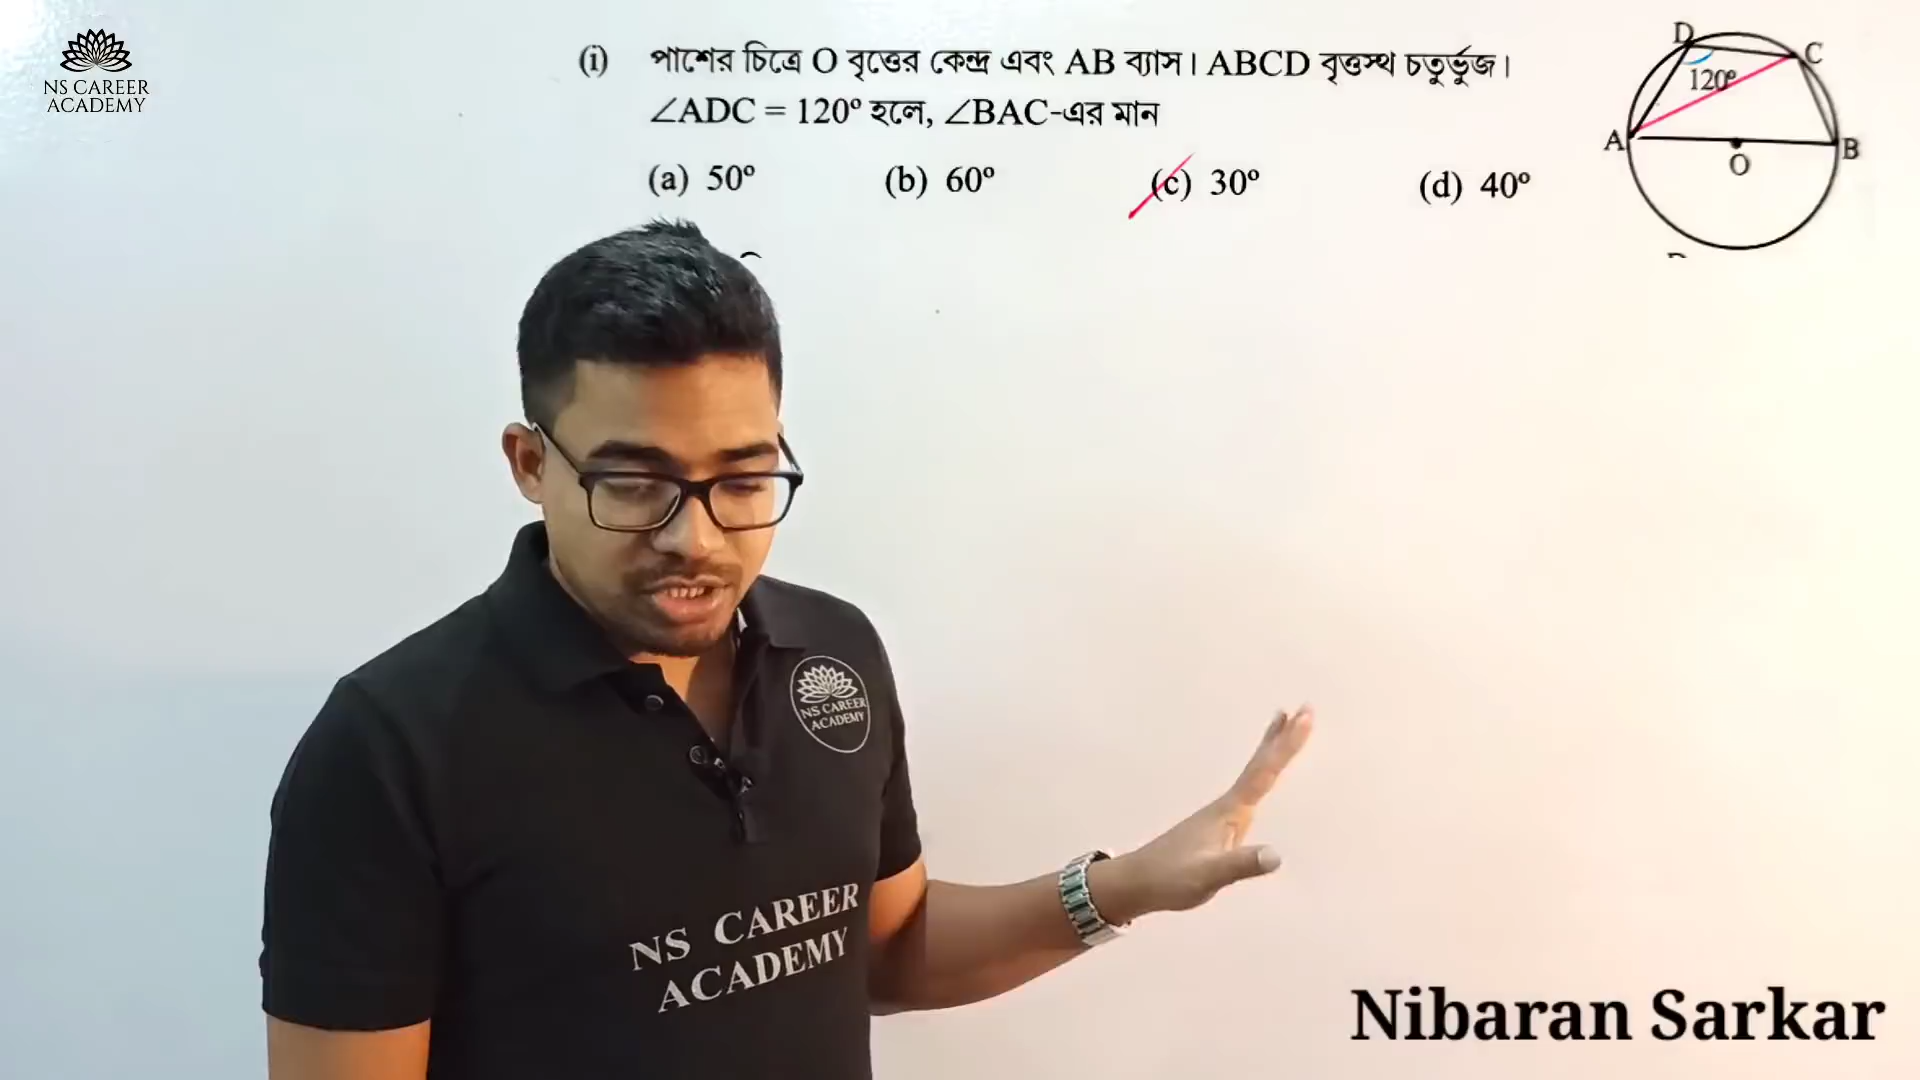 NS CAREER
ACADEMY
(i) পাশের চিত্রে O বৃত্তের কেন্দ্র এবং AB ব্যাস। ABCD বৃত্তস্থ চতুর্ভুজ।
∠ADC = 120° হলে, ∠BAC-এর মান
(a) 50° (b) 60° (c) 30° (d) 40°
D
C
120°
A
B
O
NS CAREER
ACADEMY
NS CAREER
ACADEMY
Nibaran Sarkar